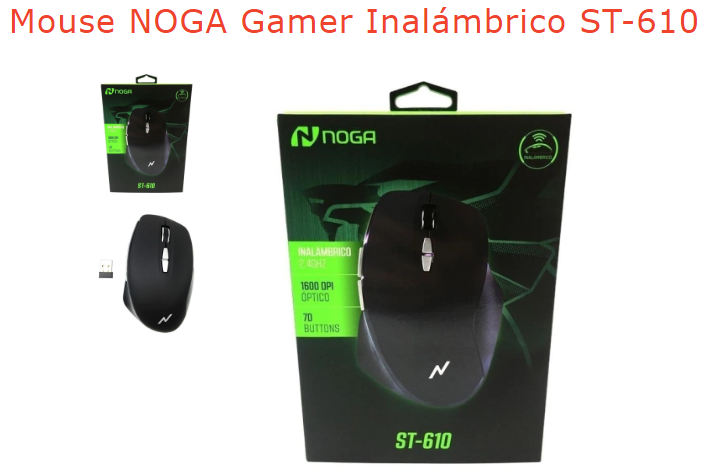 Mouse NOGA Gamer Inalámbrico ST-610
NOGA
ST-610
NOGA
INALÁMBRICO
INALÁMBRICO
2.4GHZ
1600 DPI
ÓPTICO
7D
BUTTONS
ST-610